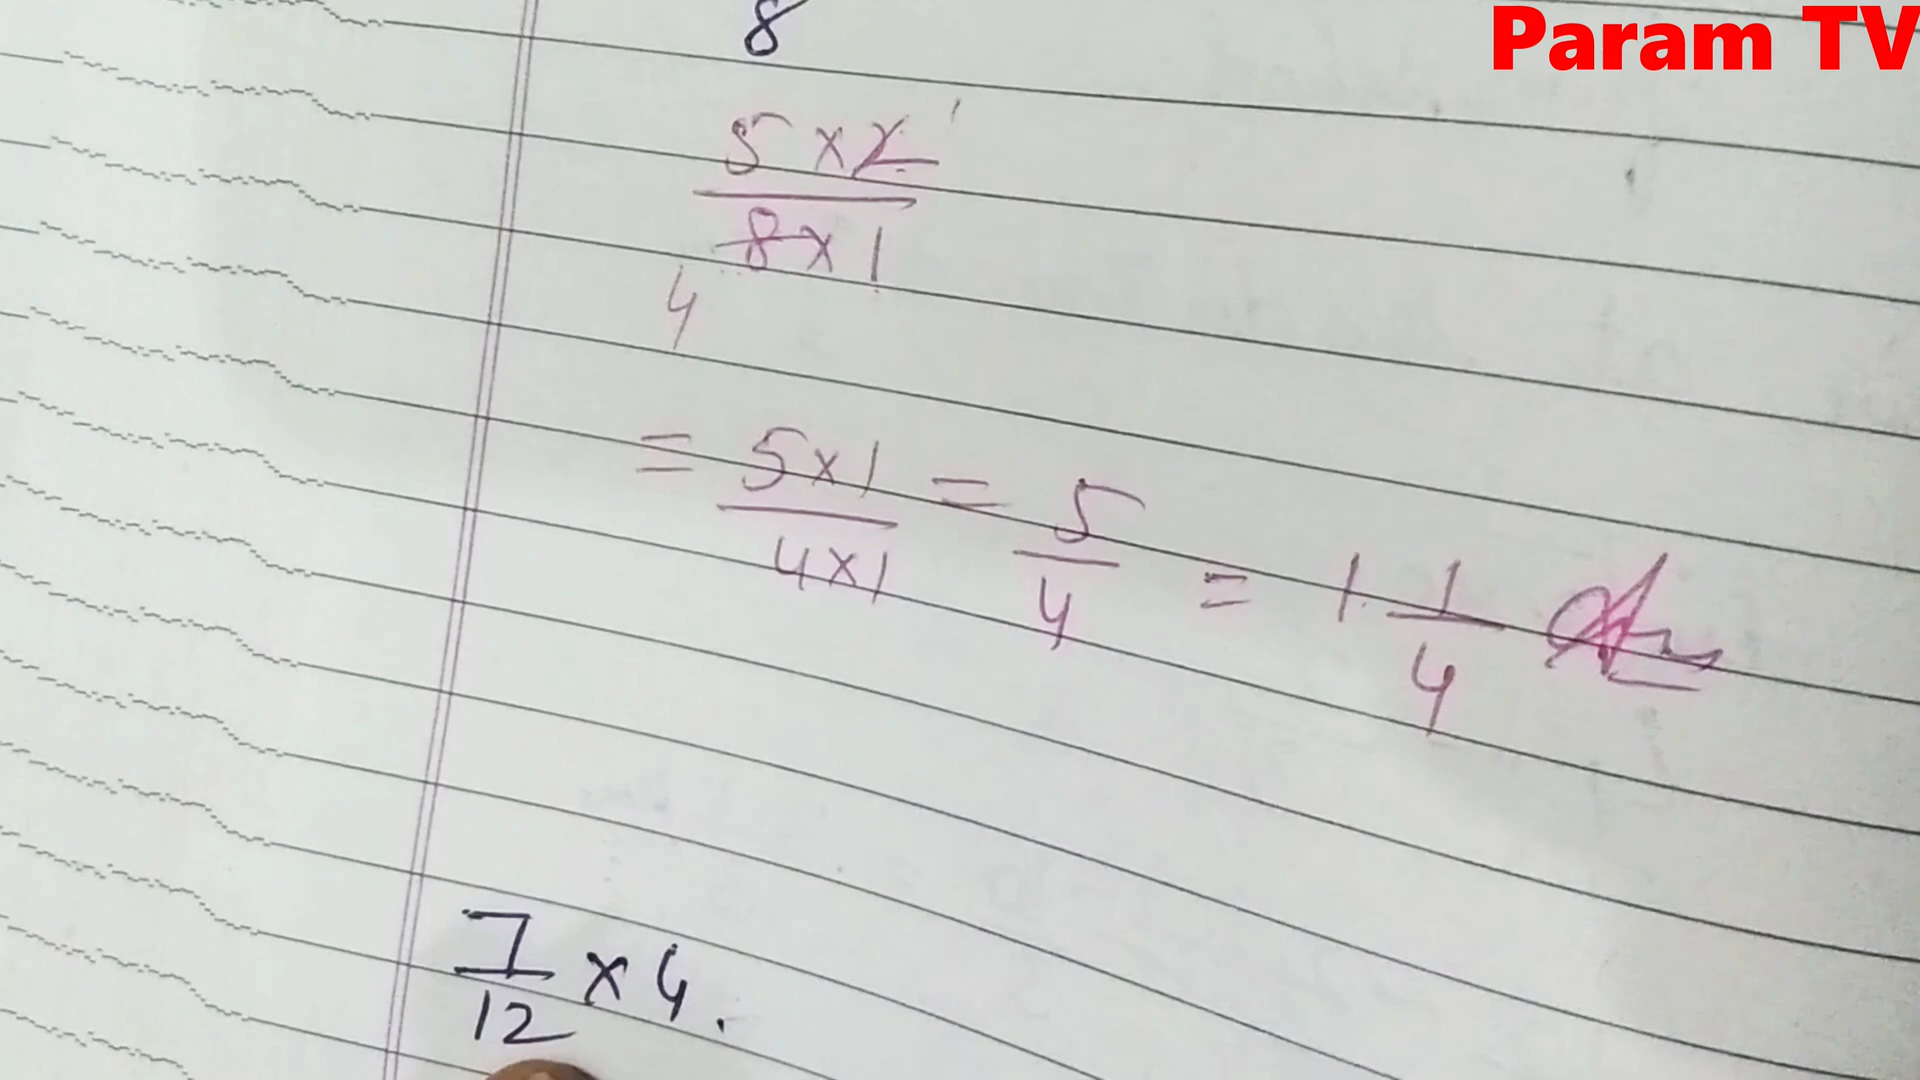 Param TV
8
5 x 2 1
8 x 1
4
= 5 x 1 / 4 x 1 = 5/4 = 1 1/4 Ans
7/12 x 4.